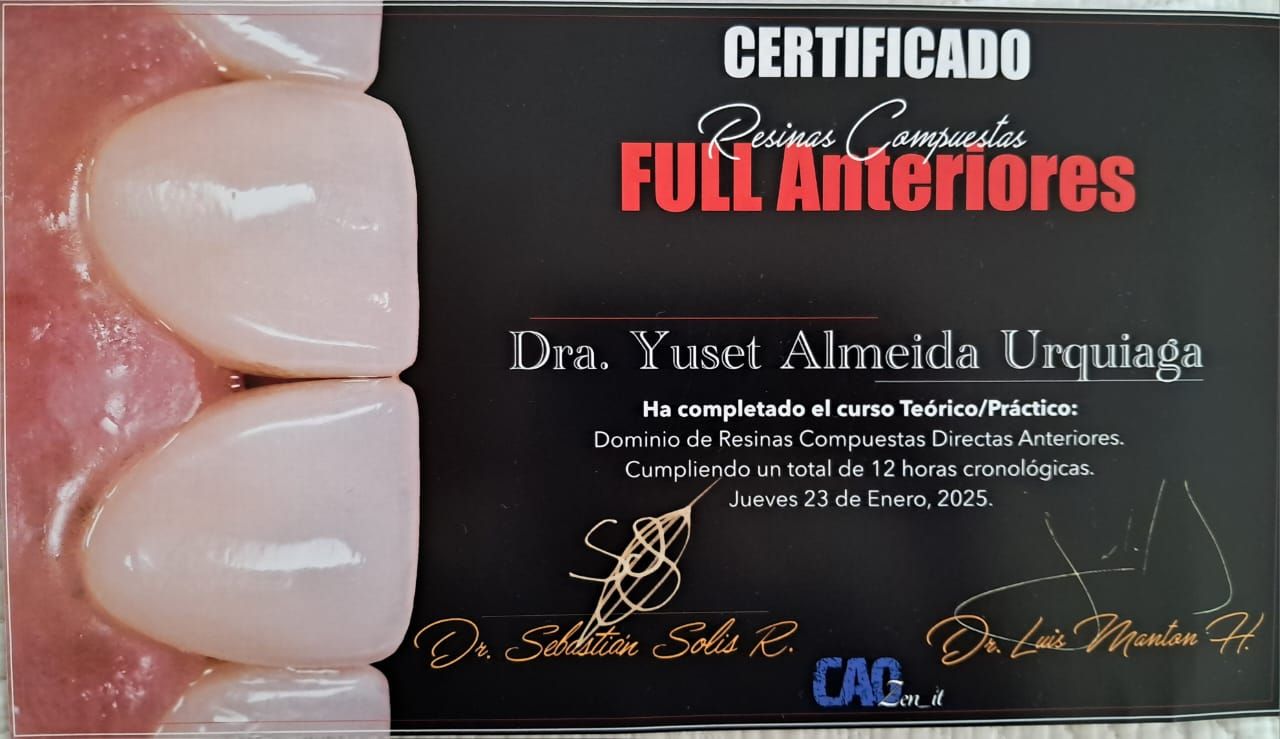 CERTIFICADO
Resinas Compuestas
FULL Anteriores
Dra. Yuset Almeida Urquiaga
Ha completado el curso Teórico/Práctico:
Dominio de Resinas Compuestas Directas Anteriores.
Cumpliendo un total de 12 horas cronológicas.
Jueves 23 de Enero, 2025.
Dr. Sebastián Solis R.
Dr. Luis Manton H.
CAO
Zen_it